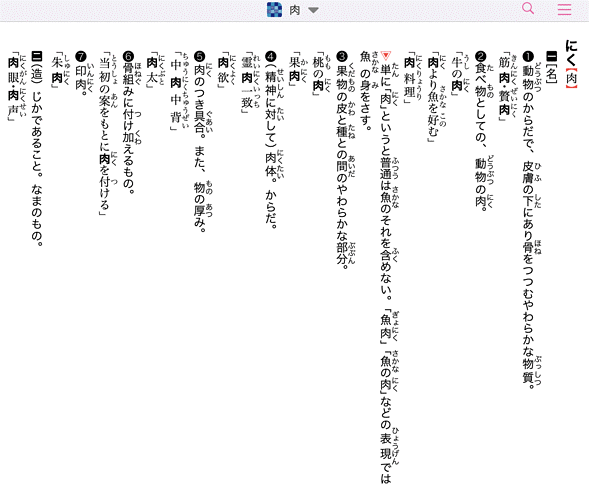 肉
にく【肉】
一[名]
❶動物のからだで、皮膚の下にあり骨をつつむやわらかな物質。
「筋肉・贅肉」
❷食べ物としての、動物の肉。
「牛の肉」
「肉より魚を好む」
「肉料理」
▼単に「肉」というと普通は魚のそれを含めない。「魚肉」「魚の肉」などの表現では
魚の身をさす。
❸果物の皮と種との間のやわらかな部分。
「桃の肉」
「果肉」
❹(精神に対して)肉体。からだ。
「霊肉一致」
「肉欲」
❺肉のつき具合。また、物の厚み。
「中肉中背」
「肉太」
❻骨組みに付け加えるもの。
「当初の案をもとに肉を付ける」
❼印肉。
「朱肉」
二(造)じかであること。なまのもの。
「肉眼・肉声」